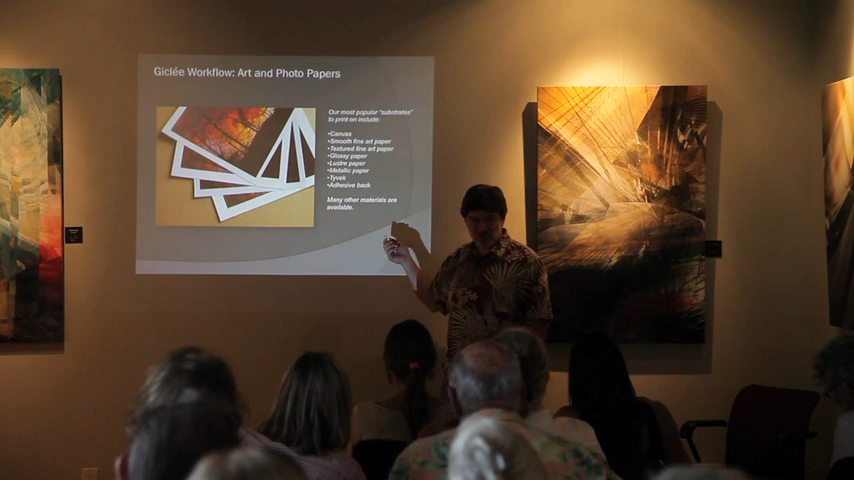 Giclée Workflow: Art and Photo Papers
Our most popular "substrates"
to print on include:
•Canvas
•Smooth fine art paper
•Textured fine art paper
•Glossy paper
•Lustre paper
•Metallic paper
•Tyvek
•Adhesive back
Many other materials are
available.